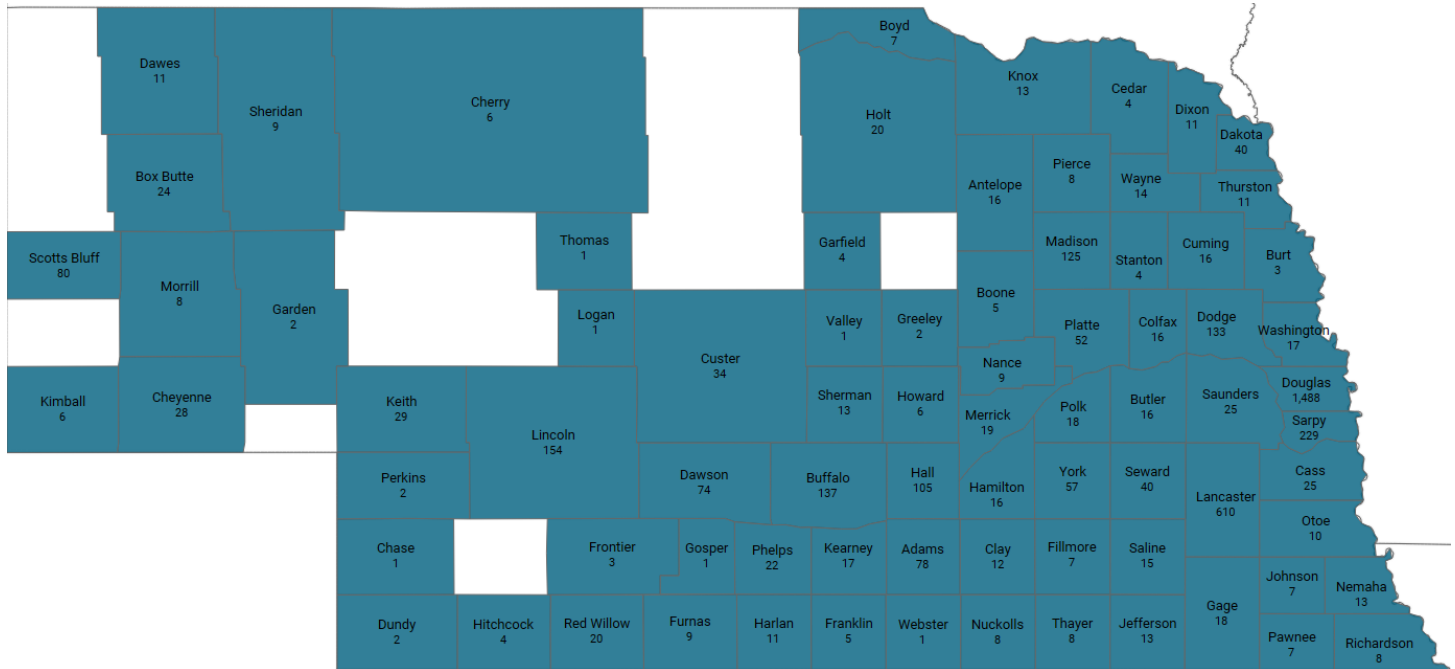 Boyd
7
Dawes
11
Sheridan
9
Cherry
6
Holt
20
Knox
13
Cedar
4
Dixon
11
Dakota
40
Box Butte
24
Antelope
16
Pierce
8
Wayne
14
Thurston
11
Scotts Bluff
80
Morrill
8
Garden
2
Thomas
1
Garfield
4
Madison
125
Stanton
4
Cuming
16
Burt
3
Boone
5
Logan
1
Custer
34
Valley
1
Greeley
2
Platte
52
Colfax
16
Dodge
133
Washington
17
Nance
9
Kimball
6
Cheyenne
28
Keith
29
Lincoln
154
Sherman
13
Howard
6
Merrick
19
Polk
18
Butler
16
Saunders
25
Douglas
1,488
Sarpy
229
Perkins
2
Dawson
74
Buffalo
137
Hall
105
Hamilton
16
York
57
Seward
40
Lancaster
610
Cass
25
Otoe
10
Chase
1
Frontier
3
Gosper
1
Phelps
22
Kearney
17
Adams
78
Clay
12
Fillmore
7
Saline
15
Johnson
7
Nemaha
13
Gage
18
Dundy
2
Hitchcock
4
Red Willow
20
Furnas
9
Harlan
11
Franklin
5
Webster
1
Nuckolls
8
Thayer
8
Jefferson
13
Pawnee
7
Richardson
8